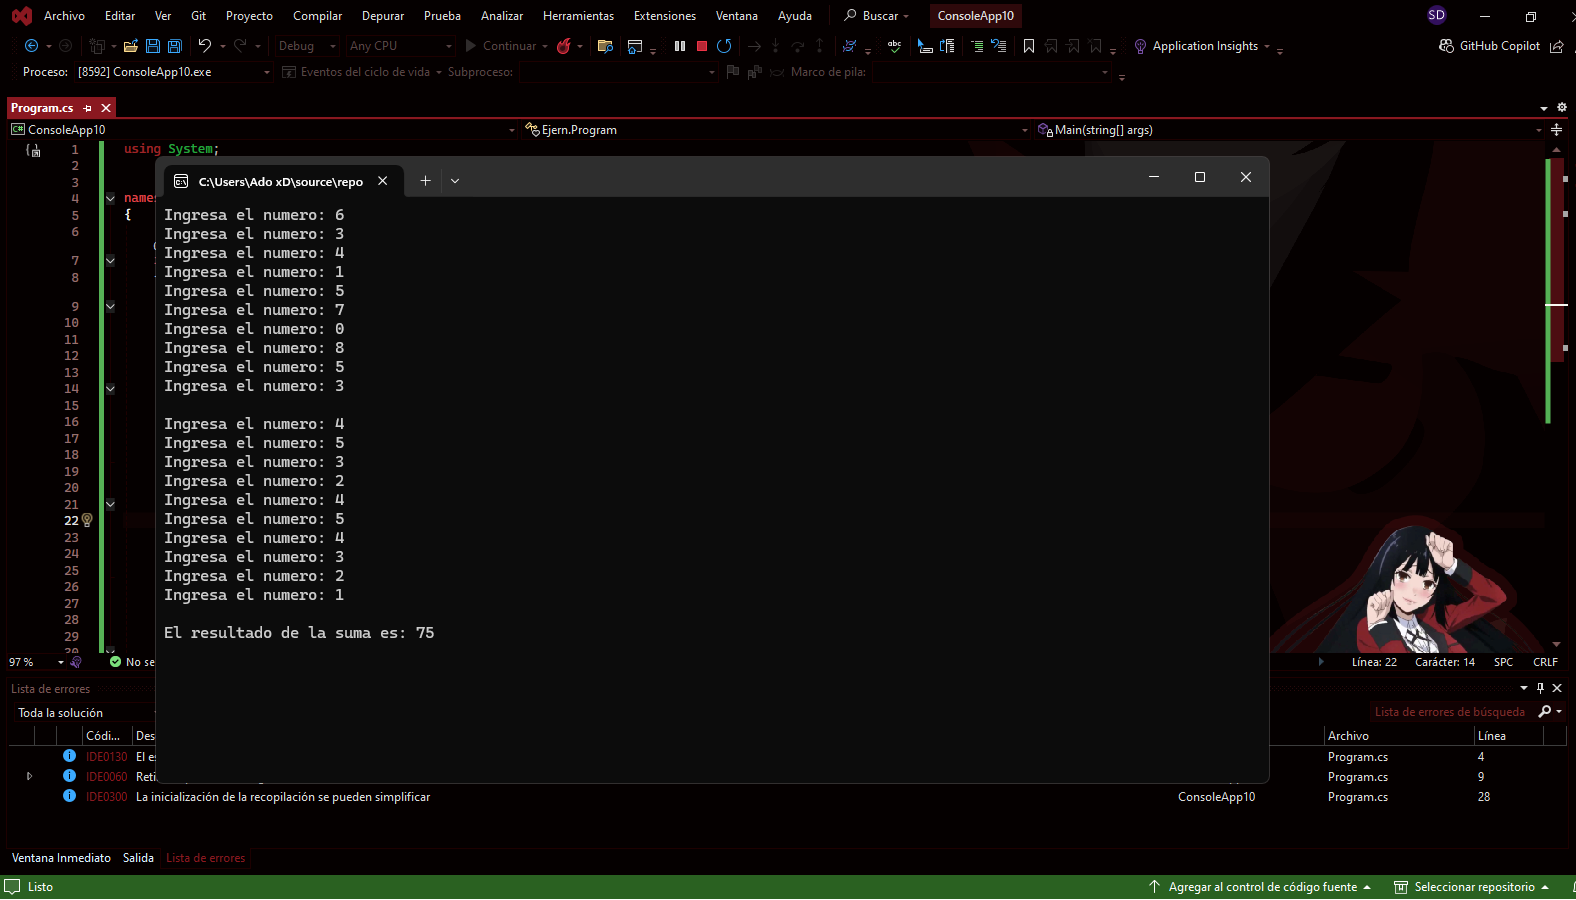 Archivo Editar Ver Git Proyecto Compilar Depurar Prueba Analizar Herramientas Extensiones Ventana Ayuda Buscar ConsoleApp10 SD
Debug Any CPU Continuar abc Application Insights GitHub Copilot
Proceso: [8592] ConsoleApp10.exe Eventos del ciclo de vida Subproceso: Marco de pila:
Program.cs
C# ConsoleApp10 Ejern.Program Main(string[] args)
1 using System;
2
C:\Users\Ado xD\source\repo
3
4 names
5 {
6
7
8
9
10
11
12
13
14
15
16
17
18
19
20
21
22
23
24
25
26
27
28
29
30
Ingresa el numero: 6
Ingresa el numero: 3
Ingresa el numero: 4
Ingresa el numero: 1
Ingresa el numero: 5
Ingresa el numero: 7
Ingresa el numero: 0
Ingresa el numero: 8
Ingresa el numero: 5
Ingresa el numero: 3
Ingresa el numero: 4
Ingresa el numero: 5
Ingresa el numero: 3
Ingresa el numero: 2
Ingresa el numero: 4
Ingresa el numero: 5
Ingresa el numero: 4
Ingresa el numero: 3
Ingresa el numero: 2
Ingresa el numero: 1
El resultado de la suma es: 75
97 % No se Línea: 22 Carácter: 14 SPC CRLF
Lista de errores
Toda la solución Lista de errores de búsqueda
Códi... Des Archivo Línea
IDE0130 El es Program.cs 4
IDE0060 Reti Program.cs 9
IDE0300 La inicialización de la recopilación se pueden simplificar ConsoleApp10 Program.cs 28
Ventana Inmediato Salida Lista de errores
Listo Agregar al control de código fuente Seleccionar repositorio